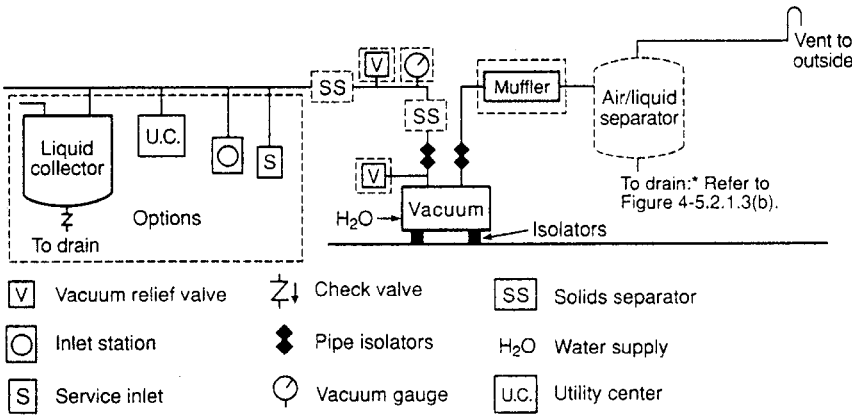 Vent to
outside
V
SS
Muffler
Air/liquid
separator
SS
Liquid
collector
U.C.
S
V
To drain:* Refer to
Figure 4-5.2.1.3(b).
H₂O
Vacuum
Options
Isolators
To drain
V Vacuum relief valve
Check valve
SS Solids separator
Inlet station
Pipe isolators
H₂O Water supply
S Service inlet
Vacuum gauge
U.C. Utility center